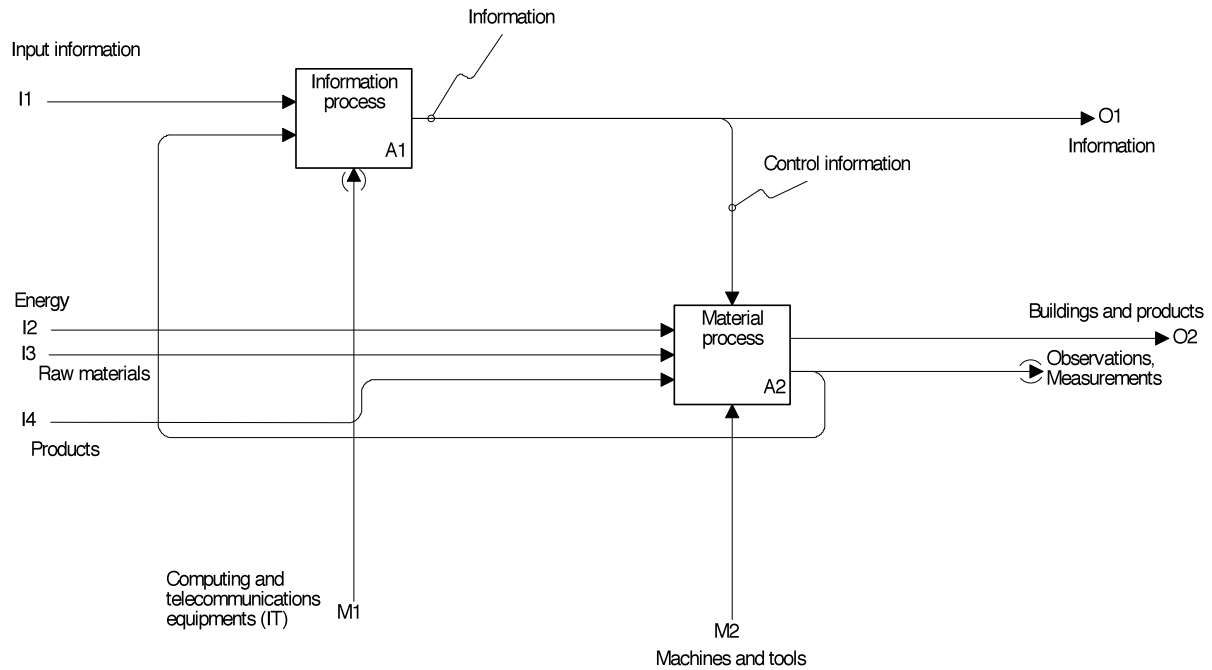 Information
Input information
I1
Information
process
A1
O1
Information
Control information
Energy
I2
I3
Raw materials
I4
Products
Material
process
A2
Buildings and products
O2
Observations,
Measurements
Computing and
telecommunications
equipments (IT)
M1
M2
Machines and tools